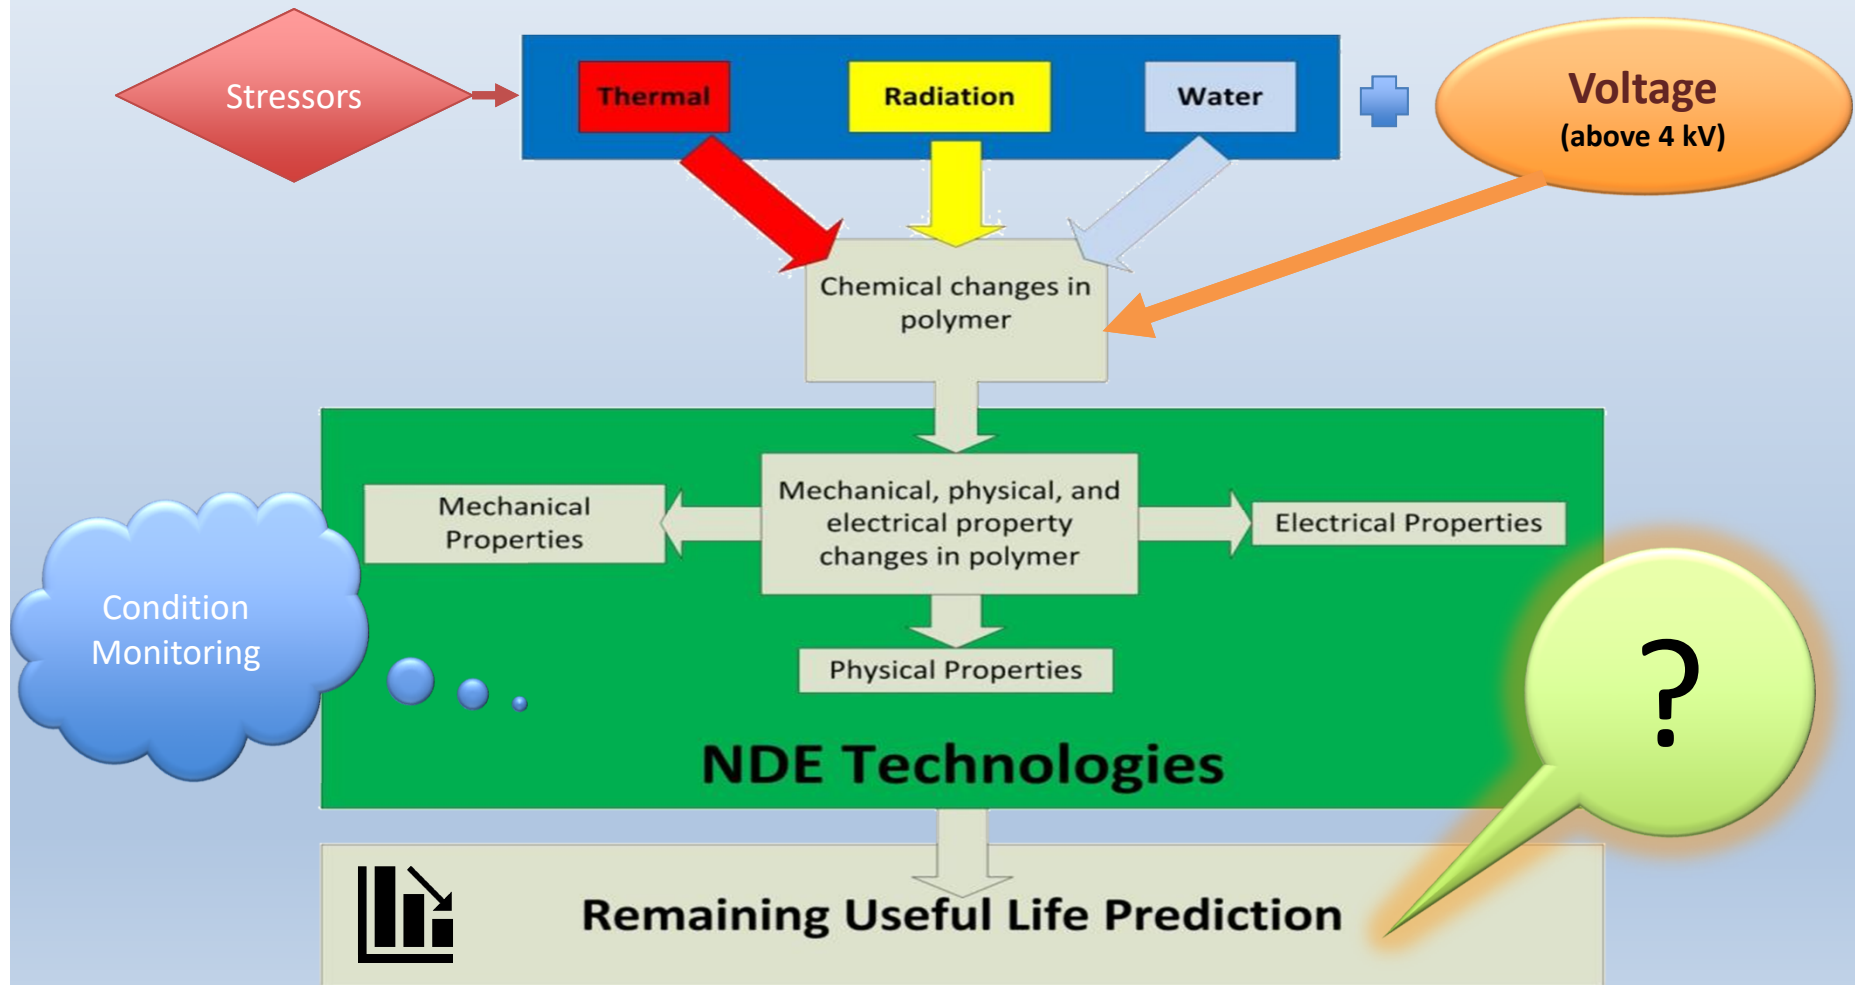 Stressors
Thermal
Radiation
Water
Voltage
(above 4 kV)
Chemical changes in
polymer
Mechanical
Properties
Mechanical, physical, and
electrical property
changes in polymer
Electrical Properties
Condition
Monitoring
Physical Properties
?
NDE Technologies
Remaining Useful Life Prediction